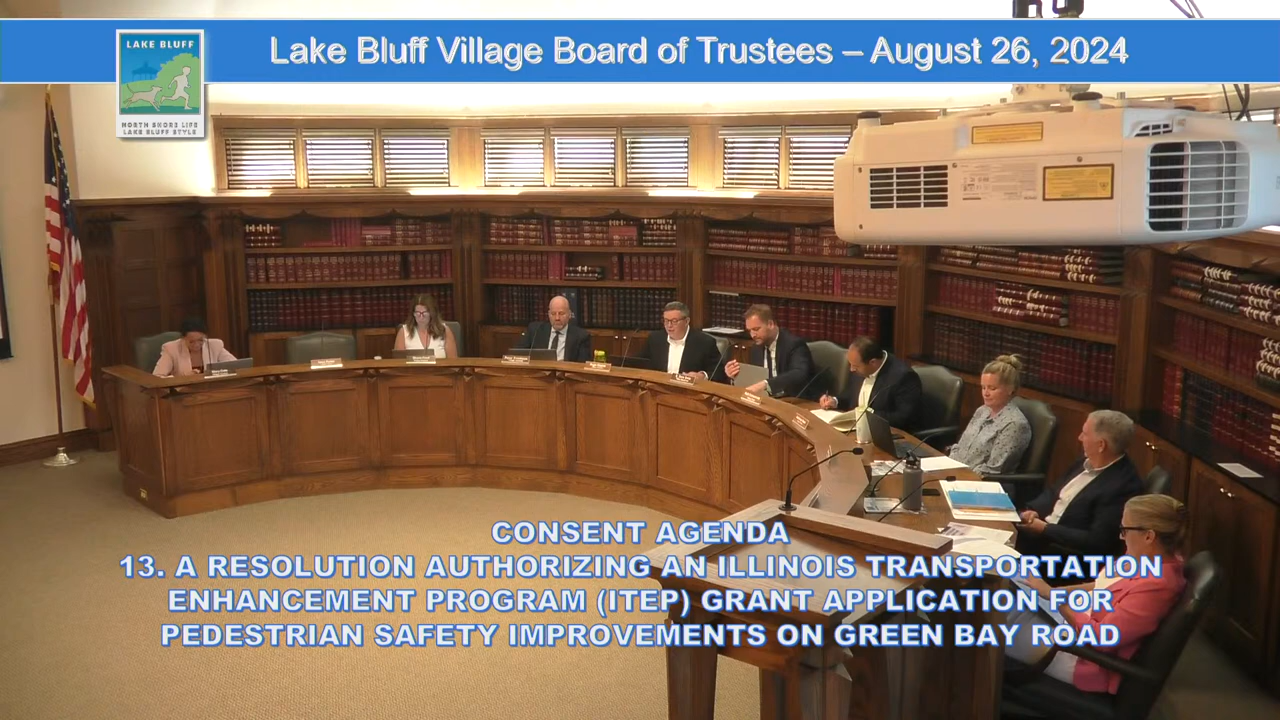 LAKE BLUFF
NORTH SHORE LIFE
LAKE BLUFF STYLE
Lake Bluff Village Board of Trustees – August 26, 2024
CONSENT AGENDA
13. A RESOLUTION AUTHORIZING AN ILLINOIS TRANSPORTATION
ENHANCEMENT PROGRAM (ITEP) GRANT APPLICATION FOR
PEDESTRIAN SAFETY IMPROVEMENTS ON GREEN BAY ROAD